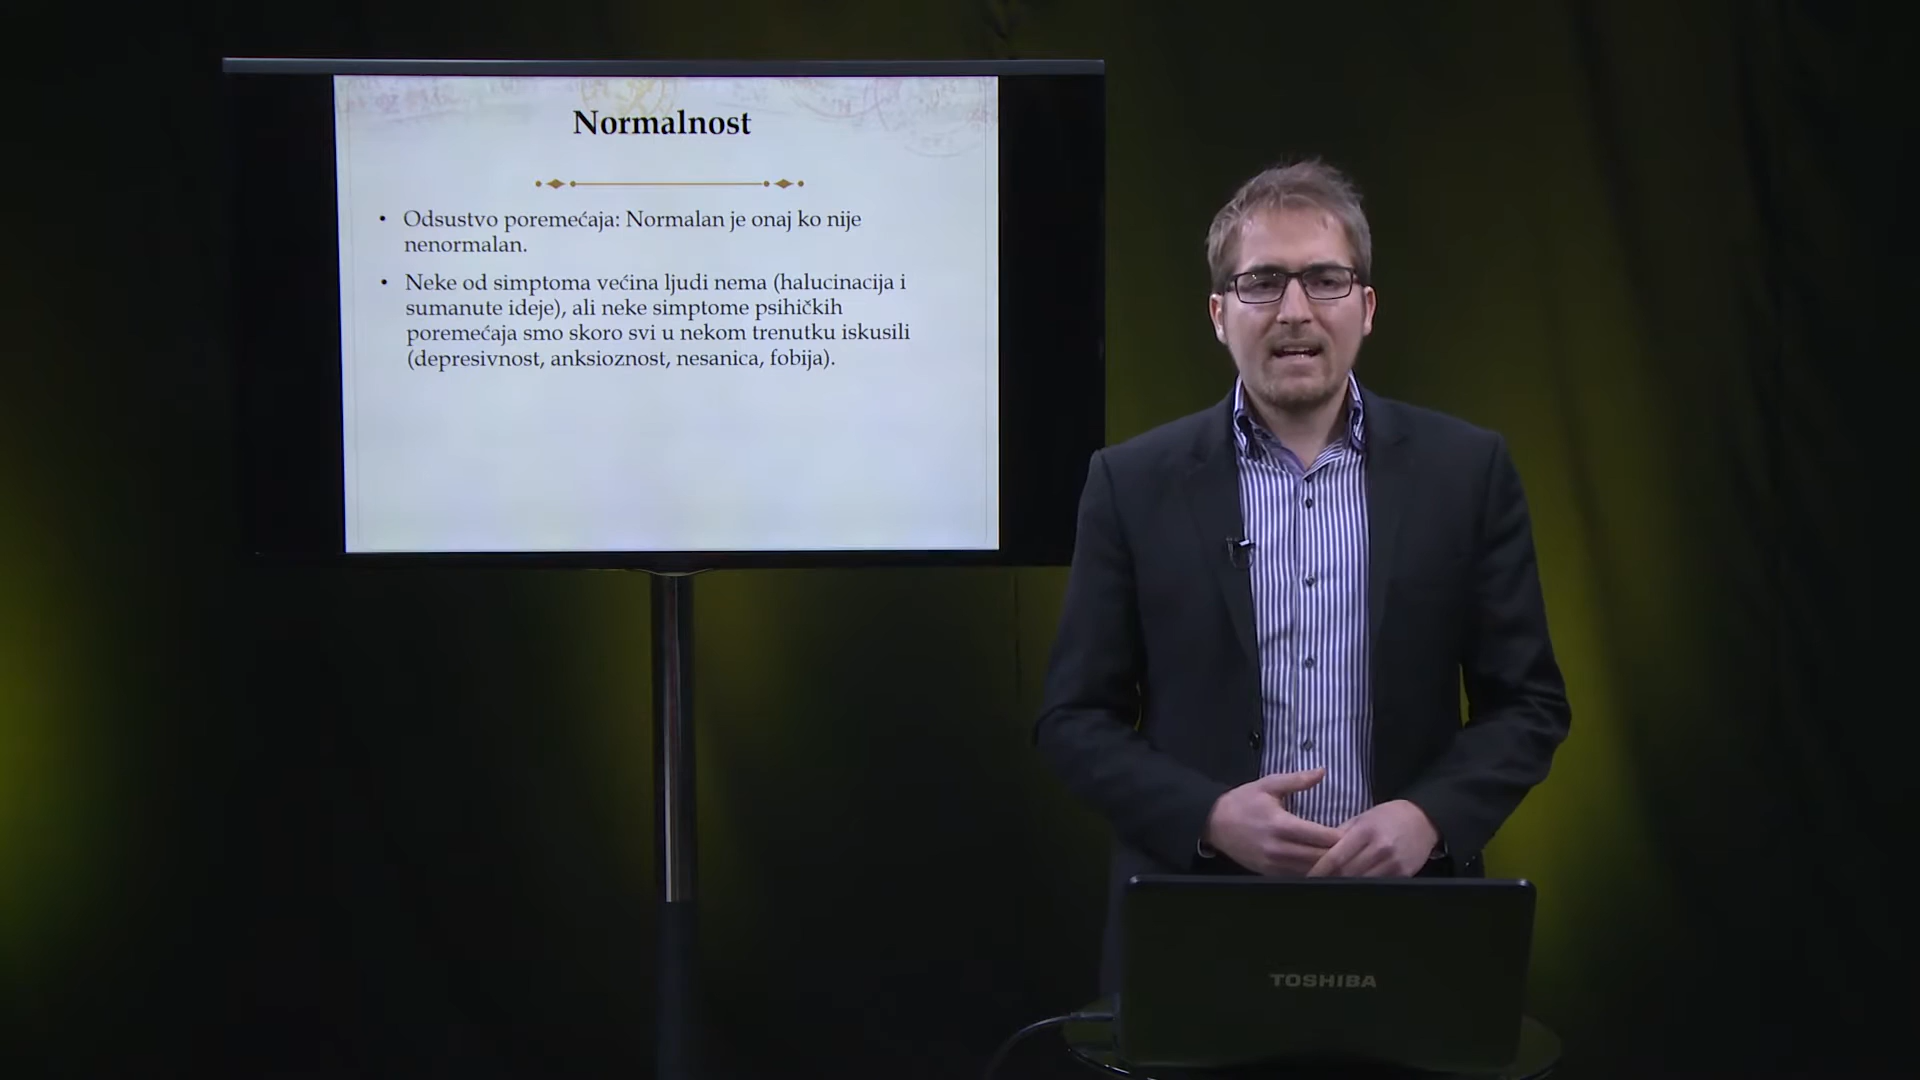 Normalnost
• Odsustvo poremećaja: Normalan je onaj ko nije
nenormalan.
• Neke od simptoma većina ljudi nema (halucinacija i
sumanute ideje), ali neke simptome psihičkih
poremećaja smo skoro svi u nekom trenutku iskusili
(depresivnost, anksioznost, nesanica, fobija).
TOSHIBA